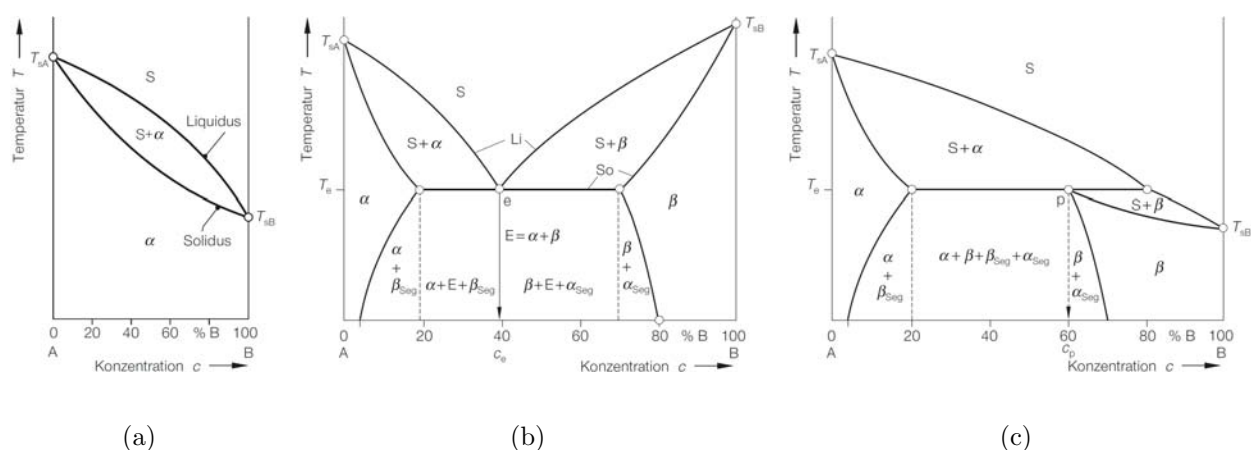 Temperatur T
T_sA
S
S+α
Liquidus
Solidus
α
T_sB
0 20 40 60 % B 100
A B
Konzentration c
(a)
Temperatur T
T_sA
T_sB
S
S+α
Li
S+β
So
T_e
α
e
β
E=α+β
α
+
β_Seg
α+E+β_Seg
β+E+α_Seg
β
+
α_Seg
0 20 40 60 80 % B 100
A c_e B
Konzentration c
(b)
Temperatur T
T_sA
S
S+α
T_e
α
p
S+β
T_sB
α
+
β_Seg
α+β+β_Seg+α_Seg
β
+
α_Seg
β
0 20 40 60 80 % B 100
A c_p B
Konzentration c
(c)